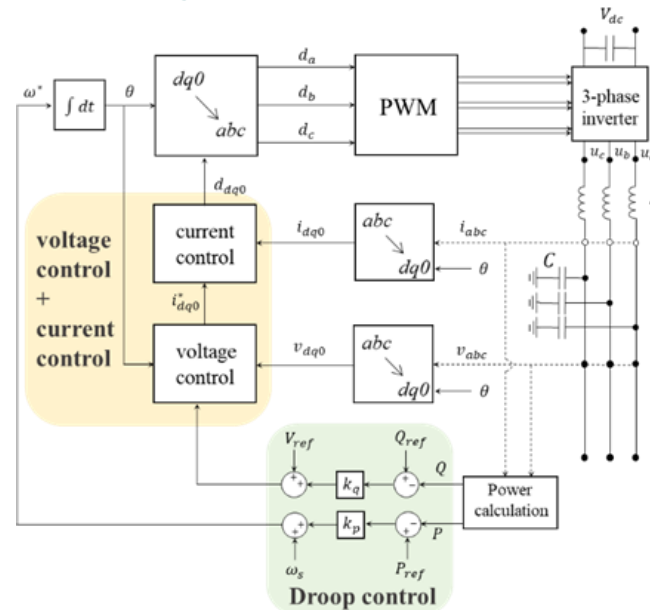 V_dc
ω*
∫ dt
θ
dq0
abc
d_a
d_b
d_c
PWM
3-phase
inverter
u_c
u_b
d_dq0
voltage
control
+
current
control
current
control
i_dq0
abc
dq0
i_abc
θ
C
i*_dq0
voltage
control
v_dq0
abc
dq0
v_abc
θ
V_ref
Q_ref
+
+
k_q
+
−
Q
Power
calculation
+
+
k_p
+
−
P
ω_s
P_ref
Droop control